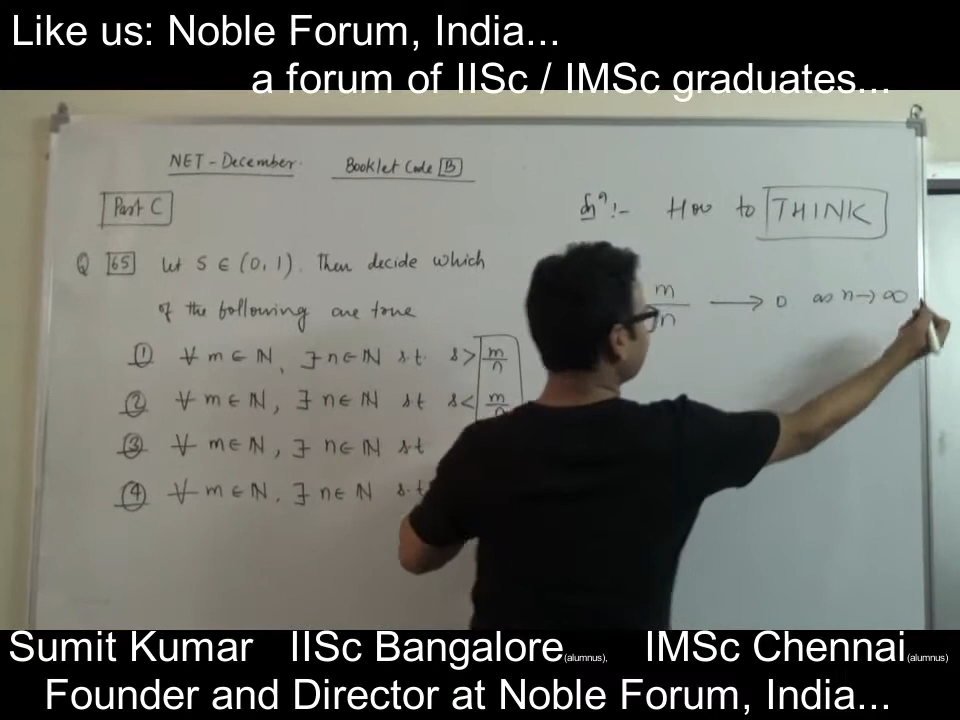 Like us: Noble Forum, India...
a forum of IISc / IMSc graduates...
NET - December. Booklet Code B
Part C
Solⁿ :- How to THINK
Q 65 Let s ∈ (0, 1). Then decide which
of the following are true
m/n → 0 as n → ∞
① ∀ m ∈ ℕ, ∃ n ∈ ℕ s.t. s > m/n
② ∀ m ∈ ℕ, ∃ n ∈ ℕ s.t s < m/n
③ ∀ m ∈ ℕ, ∃ n ∈ ℕ s.t
④ ∀ m ∈ ℕ, ∃ n ∈ ℕ s.t
Sumit Kumar IISc Bangalore(alumnus), IMSc Chennai(alumnus)
Founder and Director at Noble Forum, India...